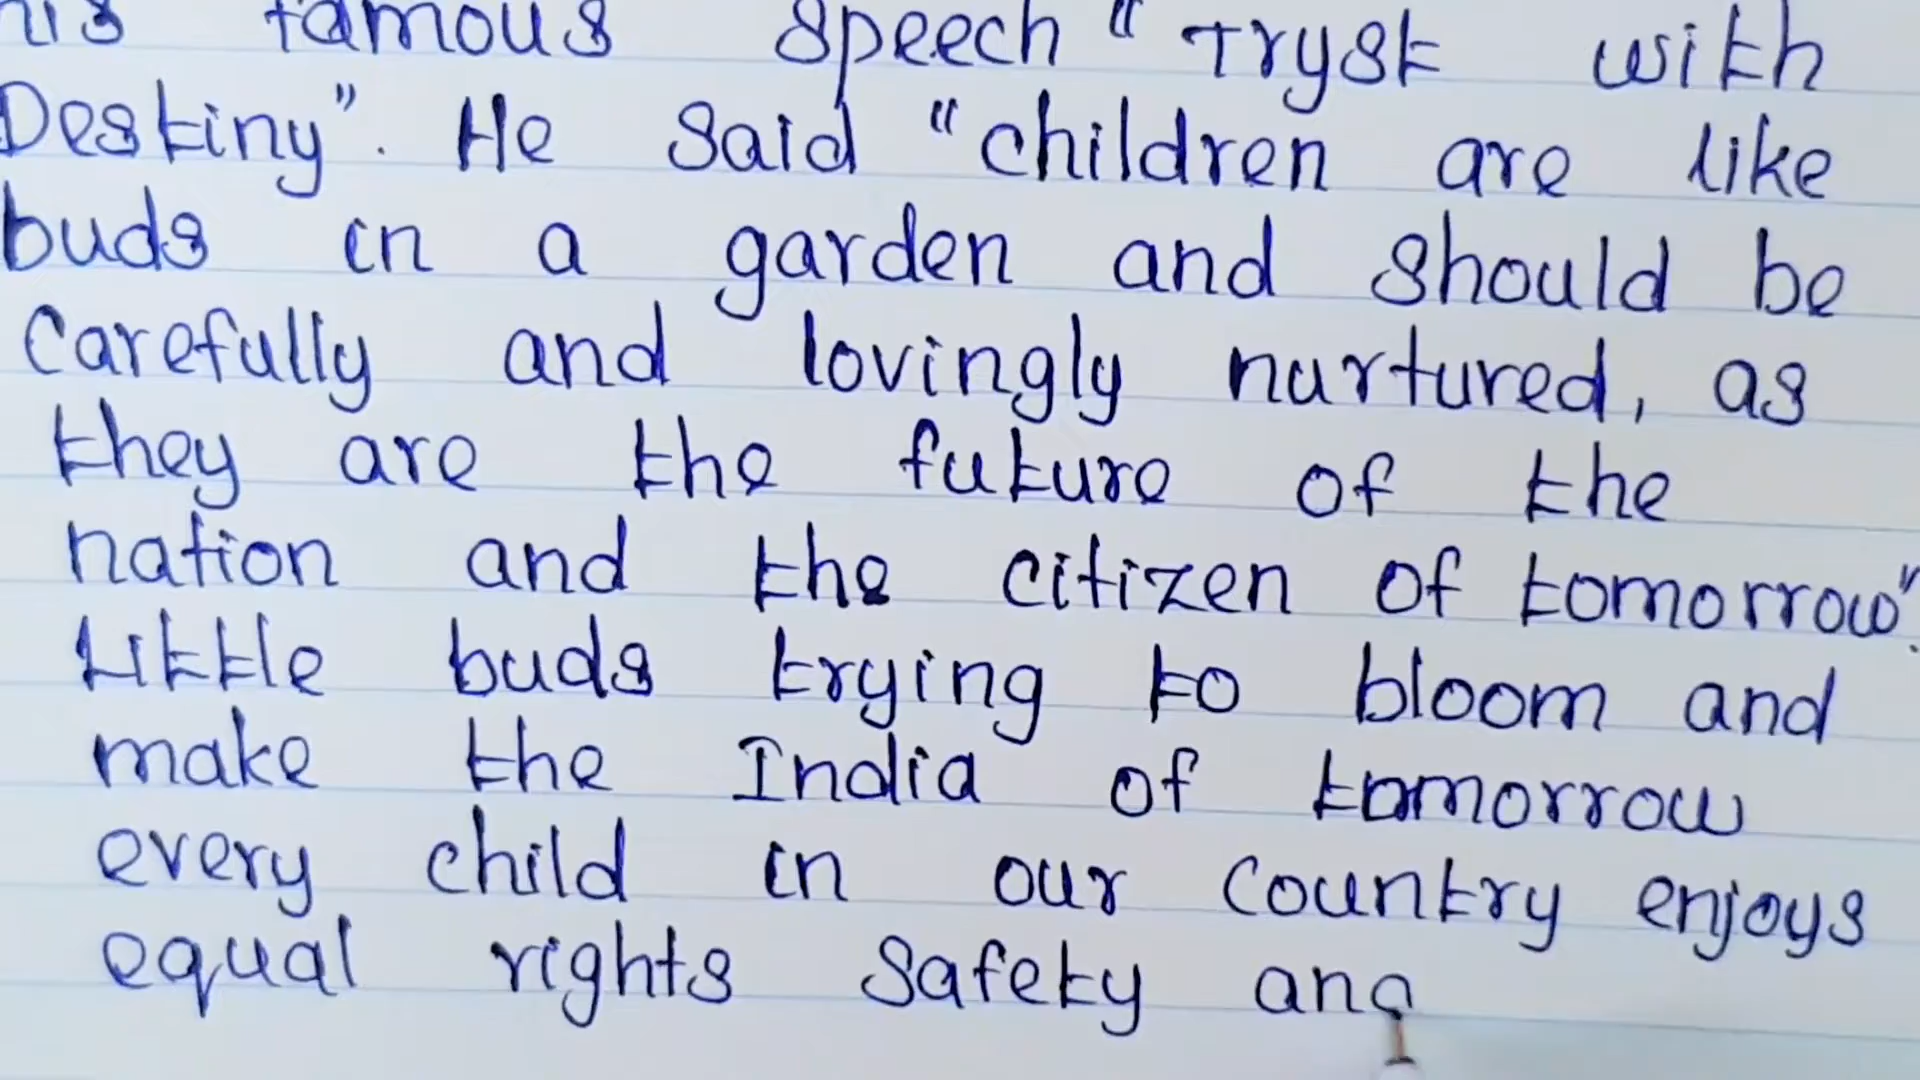 his famous speech “Tryst with
Destiny”. He said “children are like
buds in a garden and should be
carefully and lovingly nurtured, as
they are the future of the
nation and the citizen of tomorrow”.
Little buds trying to bloom and
make the India of tomorrow
every child in our country enjoys
equal rights safety and